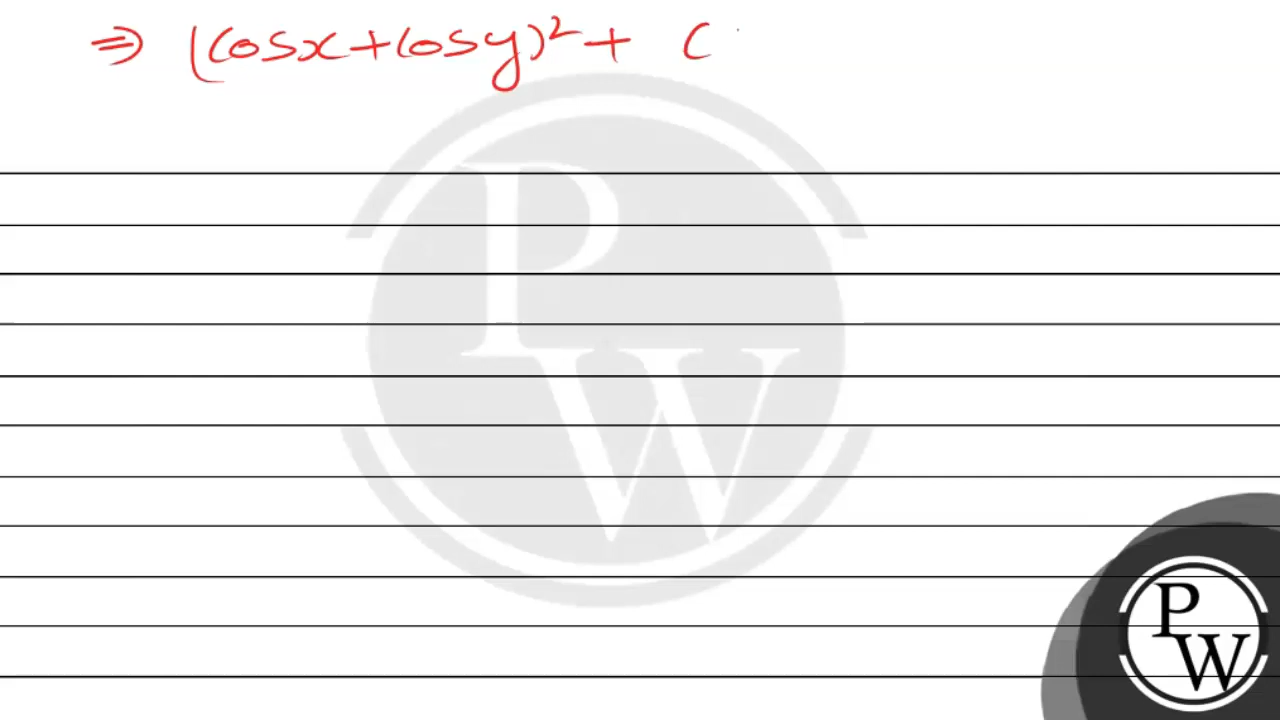 ⇒ (cosx+cosy)²+ (
P
W
P
W